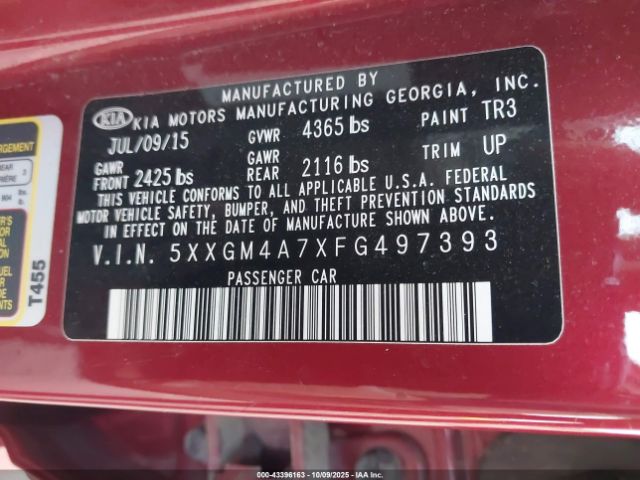 MANUFACTURED BY
KIA KIA MOTORS MANUFACTURING GEORGIA, INC.
JUL/09/15 GVWR 4365 lbs PAINT TR3
GAWR FRONT 2425 lbs GAWR REAR 2116 lbs TRIM UP
THIS VEHICLE CONFORMS TO ALL APPLICABLE U.S.A. FEDERAL
MOTOR VEHICLE SAFETY, BUMPER, AND THEFT PREVENTION STANDARDS
IN EFFECT ON THE DATE OF MANUFACTURE SHOWN ABOVE.
V.I.N. 5XXGM4A7XFG497393
PASSENGER CAR
T455
000-43396163 - 10/09/2025 - IAAI.COM